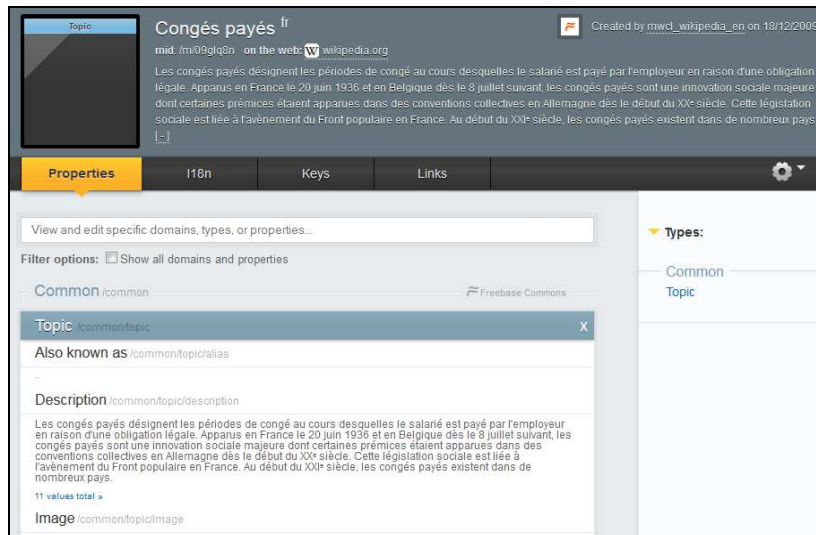 Topic
Congés payés fr
Created by mwcl_wikipedia_en on 18/12/2009
mid: /m/09glq8n on the web: W wikipedia.org
Les congés payés désignent les périodes de congé au cours desquelles le salarié est payé par l'employeur en raison d'une obligation
légale. Apparus en France le 20 juin 1936 et en Belgique dès le 8 juillet suivant, les congés payés sont une innovation sociale majeure
dont certaines prémices étaient apparues dans des conventions collectives en Allemagne dès le début du XXe siècle. Cette législation
sociale est liée à l'avènement du Front populaire en France. Au début du XXIe siècle, les congés payés existent dans de nombreux pays.
[-]
Properties I18n Keys Links
View and edit specific domains, types, or properties...
Filter options: Show all domains and properties
Common /common
Freebase Commons
Topic /common/topic X
Also known as /common/topic/alias
-
Description /common/topic/description
Les congés payés désignent les périodes de congé au cours desquelles le salarié est payé par l'employeur
en raison d'une obligation légale. Apparus en France le 20 juin 1936 et en Belgique dès le 8 juillet suivant, les
congés payés sont une innovation sociale majeure dont certaines prémices étaient apparues dans des
conventions collectives en Allemagne dès le début du XXe siècle. Cette législation sociale est liée à
l'avènement du Front populaire en France. Au début du XXIe siècle, les congés payés existent dans de
nombreux pays.
11 values total »
Image /common/topic/image
Types:
Common
Topic